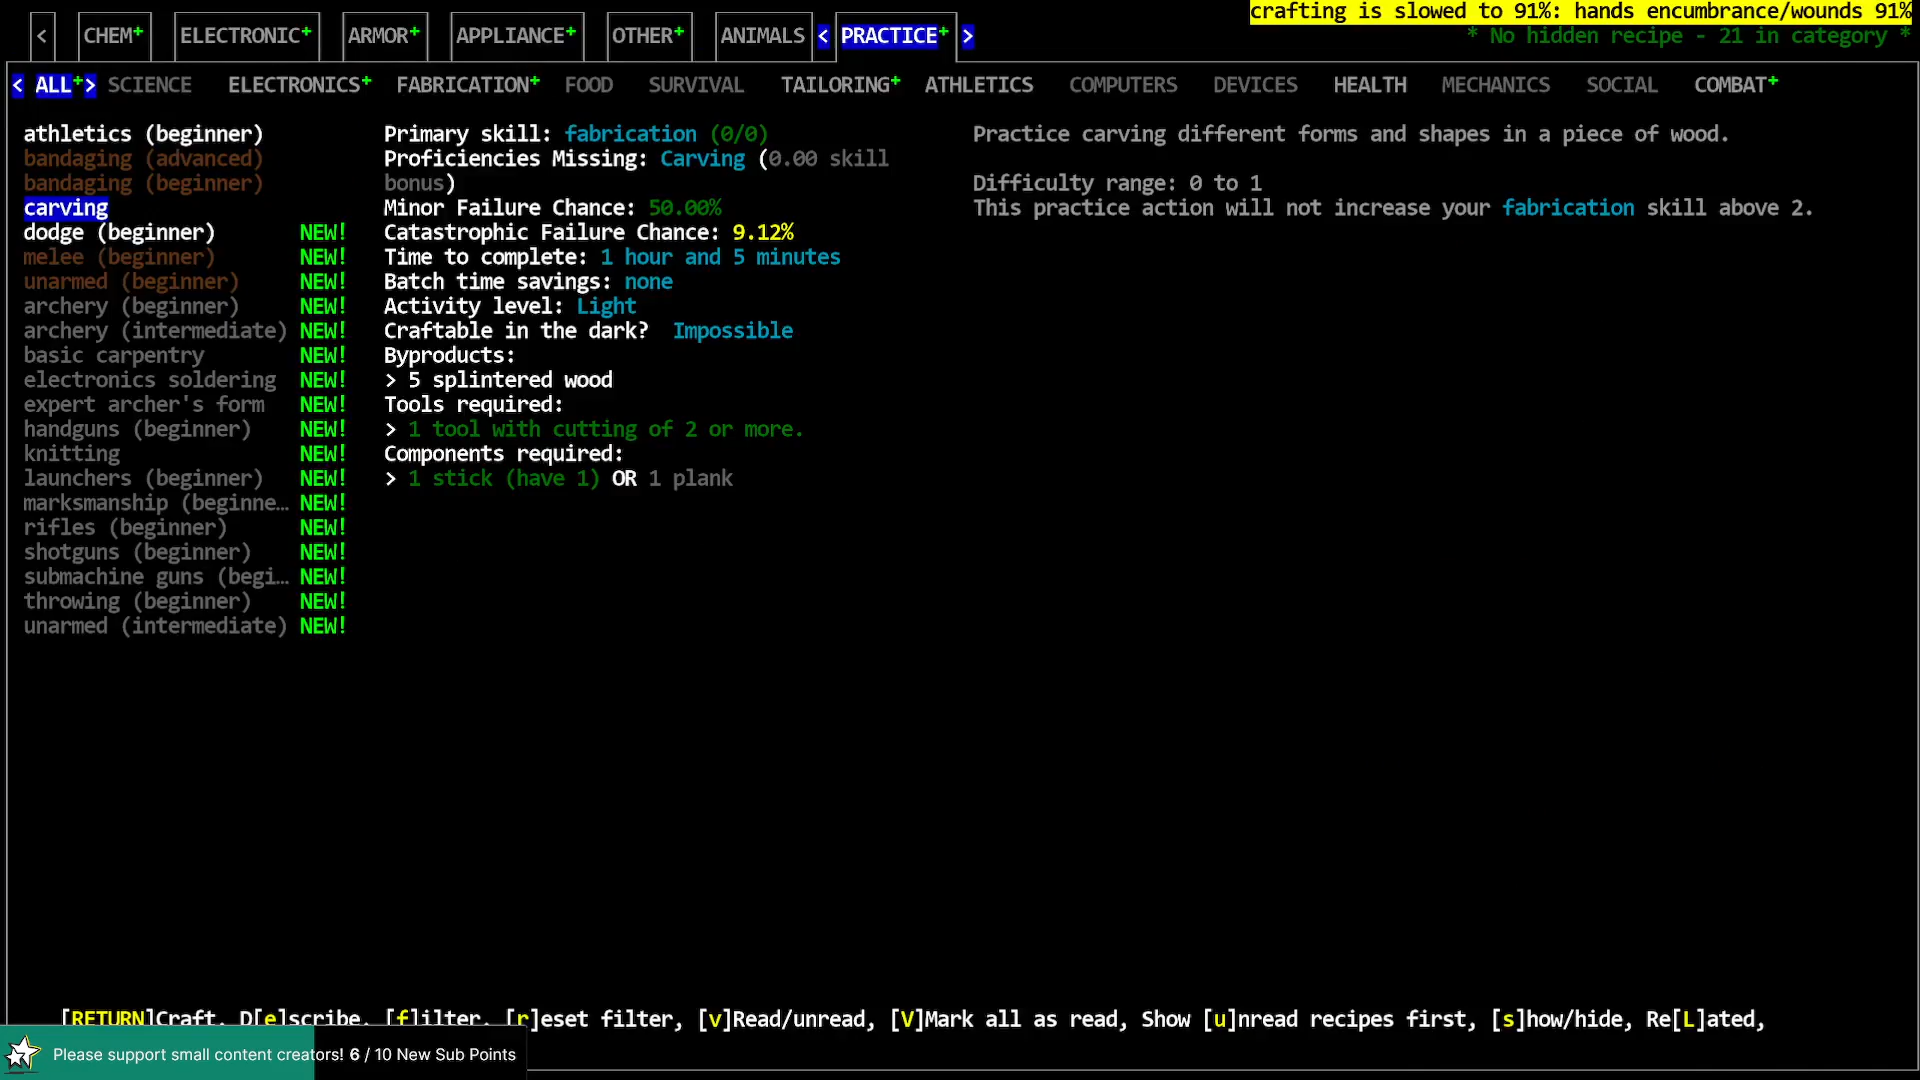 crafting is slowed to 91%: hands encumbrance/wounds 91%
< CHEM+ ELECTRONIC+ ARMOR+ APPLIANCE+ OTHER+ ANIMALS < PRACTICE+ >
* No hidden recipe - 21 in category *
< ALL+ > SCIENCE ELECTRONICS+ FABRICATION+ FOOD SURVIVAL TAILORING+ ATHLETICS COMPUTERS DEVICES HEALTH MECHANICS SOCIAL COMBAT+
athletics (beginner)
bandaging (advanced)
bandaging (beginner)
carving
dodge (beginner) NEW!
melee (beginner) NEW!
unarmed (beginner) NEW!
archery (beginner) NEW!
archery (intermediate) NEW!
basic carpentry NEW!
electronics soldering NEW!
expert archer's form NEW!
handguns (beginner) NEW!
knitting NEW!
launchers (beginner) NEW!
marksmanship (beginne… NEW!
rifles (beginner) NEW!
shotguns (beginner) NEW!
submachine guns (begi… NEW!
throwing (beginner) NEW!
unarmed (intermediate) NEW!
Primary skill: fabrication (0/0)
Proficiencies Missing: Carving (0.00 skill
bonus)
Minor Failure Chance: 50.00%
Catastrophic Failure Chance: 9.12%
Time to complete: 1 hour and 5 minutes
Batch time savings: none
Activity level: Light
Craftable in the dark? Impossible
Byproducts:
> 5 splintered wood
Tools required:
> 1 tool with cutting of 2 or more.
Components required:
> 1 stick (have 1) OR 1 plank
Practice carving different forms and shapes in a piece of wood.
Difficulty range: 0 to 1
This practice action will not increase your fabrication skill above 2.
[RETURN]Craft, D[e]scribe, [f]ilter, [r]eset filter, [v]Read/unread, [V]Mark all as read, Show [u]nread recipes first, [s]how/hide, Re[L]ated,
Please support small content creators! 6 / 10 New Sub Points